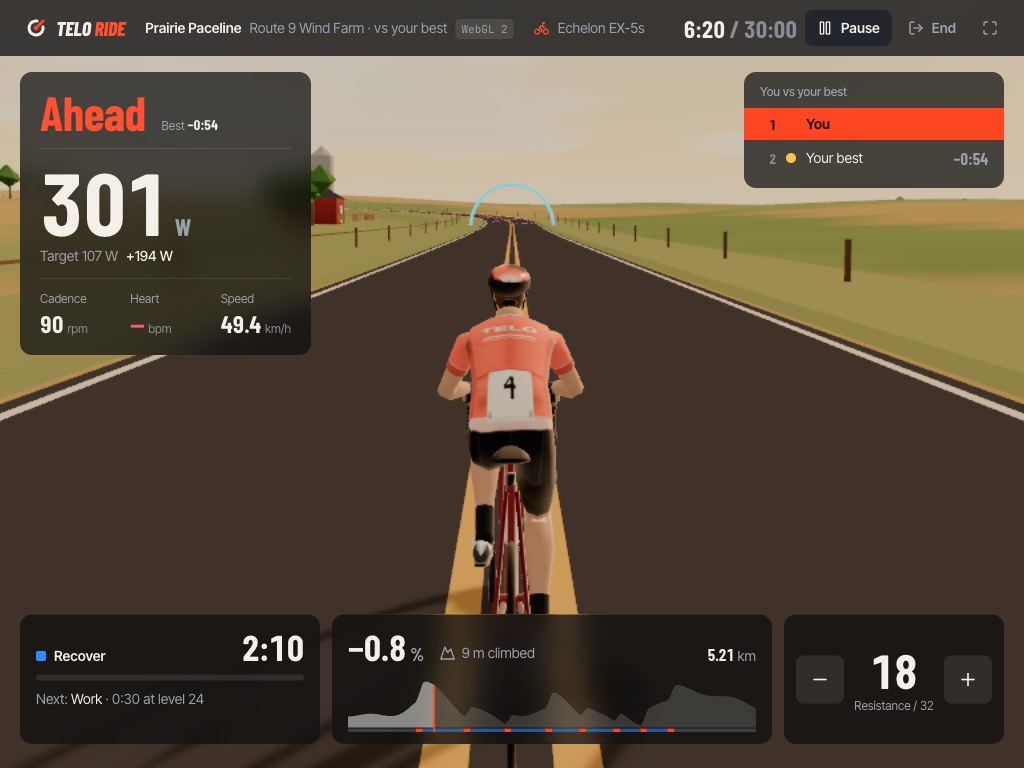 TELO RIDE Prairie Paceline Route 9 Wind Farm · vs your best WebGL 2 Echelon EX-5s 6:20 / 30:00 Pause End
Ahead Best −0:54
301 W
Target 107 W +194 W
Cadence Heart Speed
90 rpm — bpm 49.4 km/h
You vs your best
1 You
2 Your best −0:54
TELO
4
Recover 2:10
Next: Work · 0:30 at level 24
−0.8 % 9 m climbed 5.21 km
− 18 +
Resistance / 32